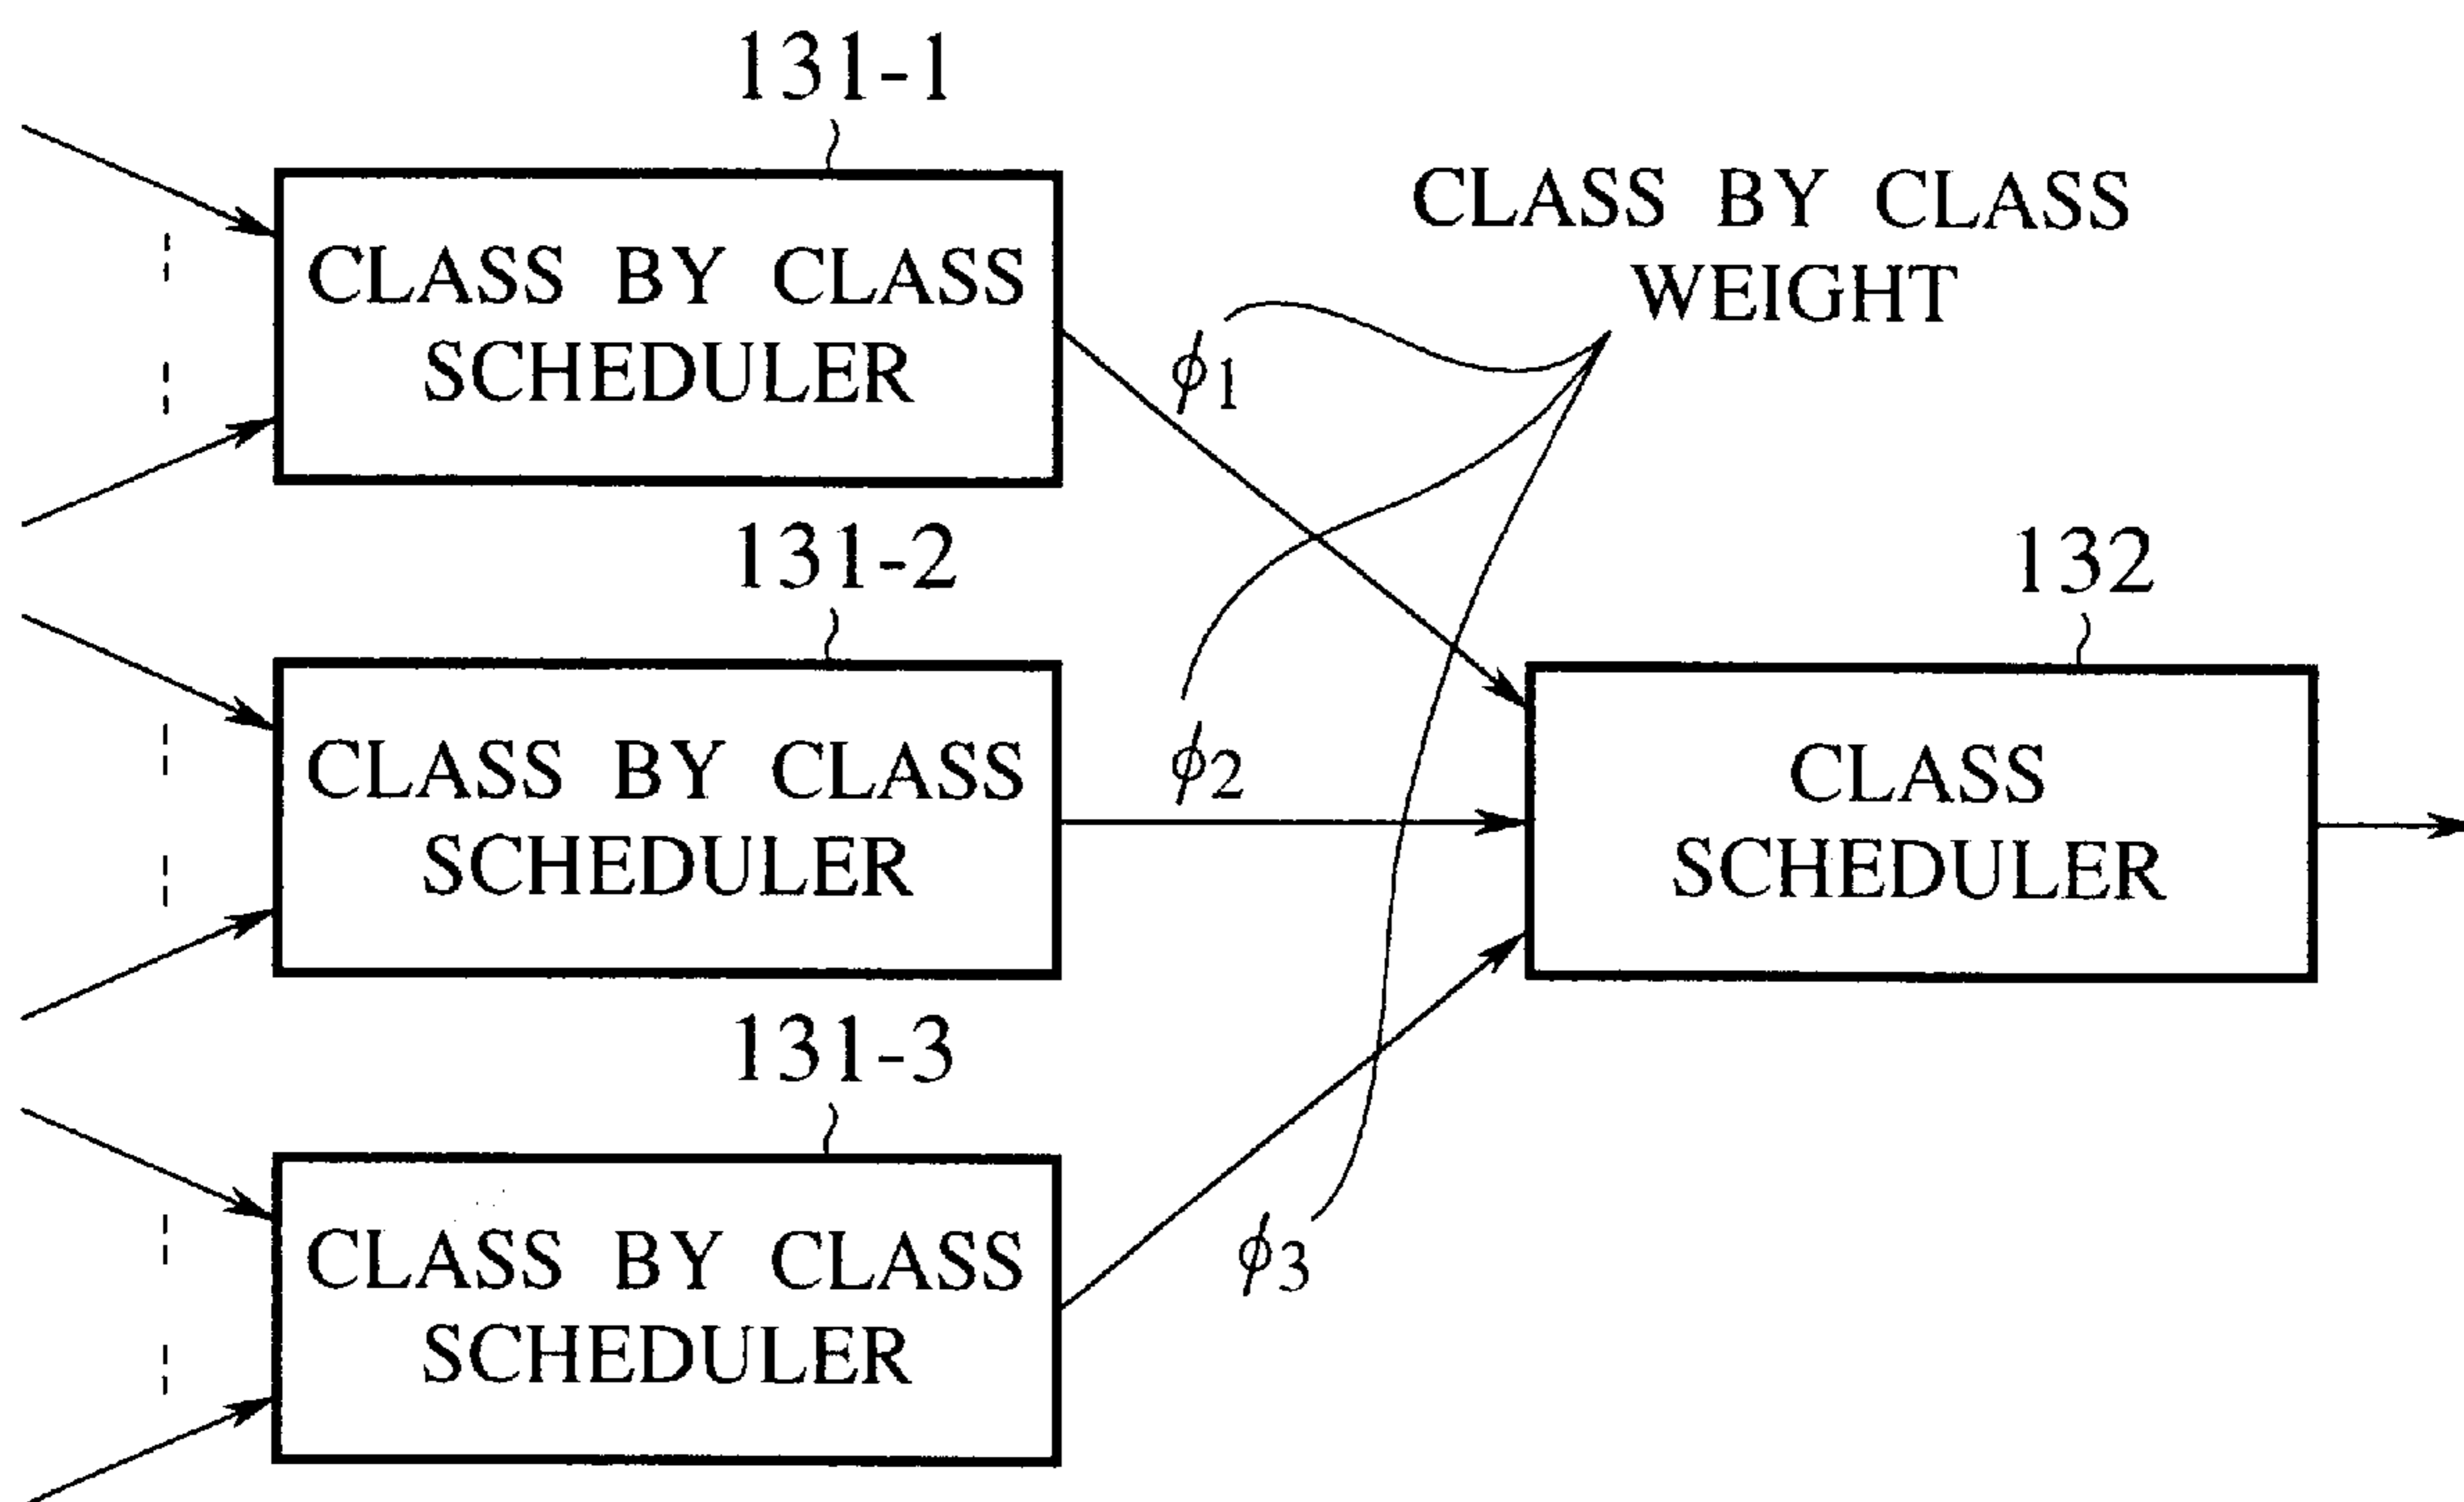 131-1
CLASS BY CLASS
SCHEDULER
CLASS BY CLASS
WEIGHT
ϕ1
131-2
CLASS BY CLASS
SCHEDULER
ϕ2
132
CLASS
SCHEDULER
131-3
CLASS BY CLASS
SCHEDULER
ϕ3